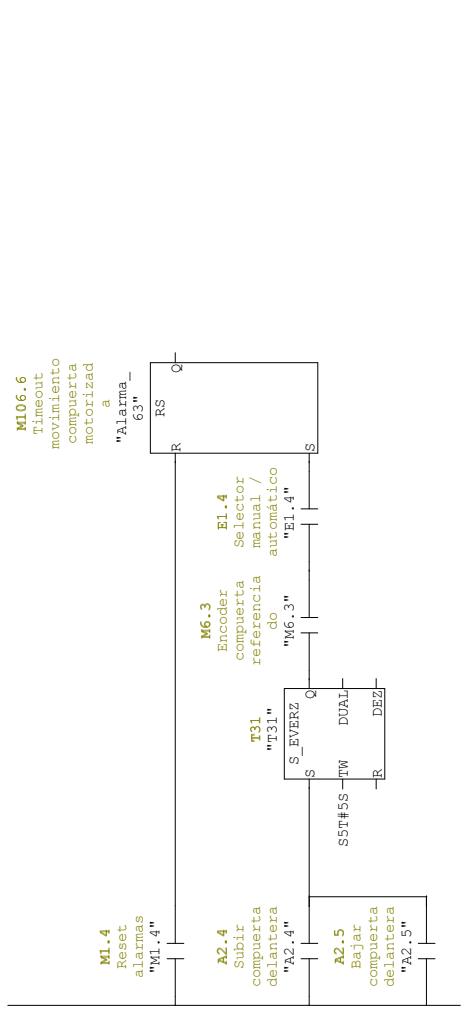 M106.6
Timeout
movimiento
compuerta
motorizad
a
"Alarma_
63"
M1.4
Reset
alarmas
"M1.4"
RS
R
Q
T31
"T31"
M6.3
Encoder
compuerta
referencia
do
"M6.3"
E1.4
Selector
manual /
automático
"E1.4"
A2.4
Subir
compuerta
delantera
"A2.4"
S_EVERZ
S
Q
S
S5T#5S
TW
DUAL
A2.5
Bajar
compuerta
delantera
"A2.5"
R
DEZ